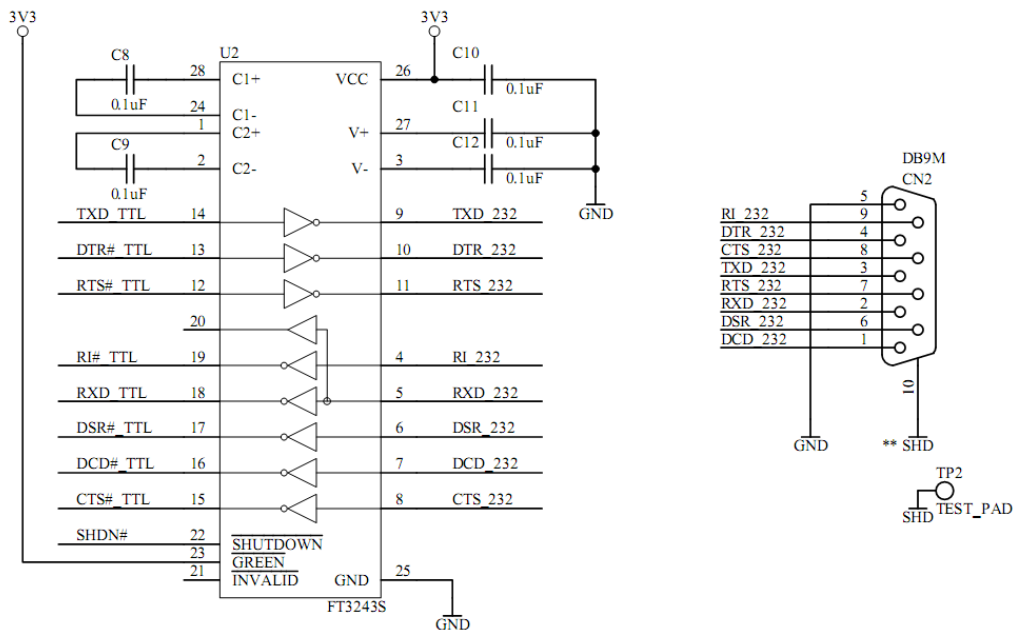 3V3
3V3
U2
C8
0.1uF
28
C1+
24
C1-
1
C2+
C9
0.1uF
2
C2-
VCC
26
C10
0.1uF
V+
27
C11
0.1uF
V-
3
C12
0.1uF
GND
TXD_TTL
14
9
TXD_232
DTR#_TTL
13
10
DTR_232
RTS#_TTL
12
11
RTS_232
20
RI#_TTL
19
4
RI_232
RXD_TTL
18
5
RXD_232
DSR#_TTL
17
6
DSR_232
DCD#_TTL
16
7
DCD_232
CTS#_TTL
15
8
CTS_232
SHDN#
22
SHUTDOWN
23
GREEN
21
INVALID
GND
25
FT3243S
GND
DB9M
CN2
5
RI_232
9
DTR_232
4
CTS_232
8
TXD_232
3
RTS_232
7
RXD_232
2
DSR_232
6
DCD_232
1
10
GND
** SHD
TP2
TEST_PAD
SHD